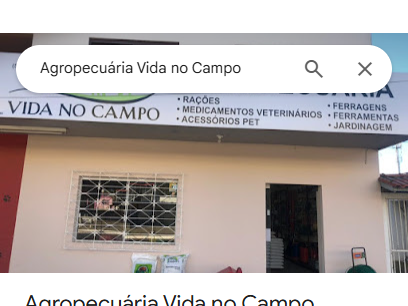 Agropecuária Vida no Campo
VIDA NO CAMPO
• RAÇÕES
• MEDICAMENTOS VETERINÁRIOS
• ACESSÓRIOS PET
• FERRAGENS
• FERRAMENTAS
• JARDINAGEM
Agropecuária Vida no Campo